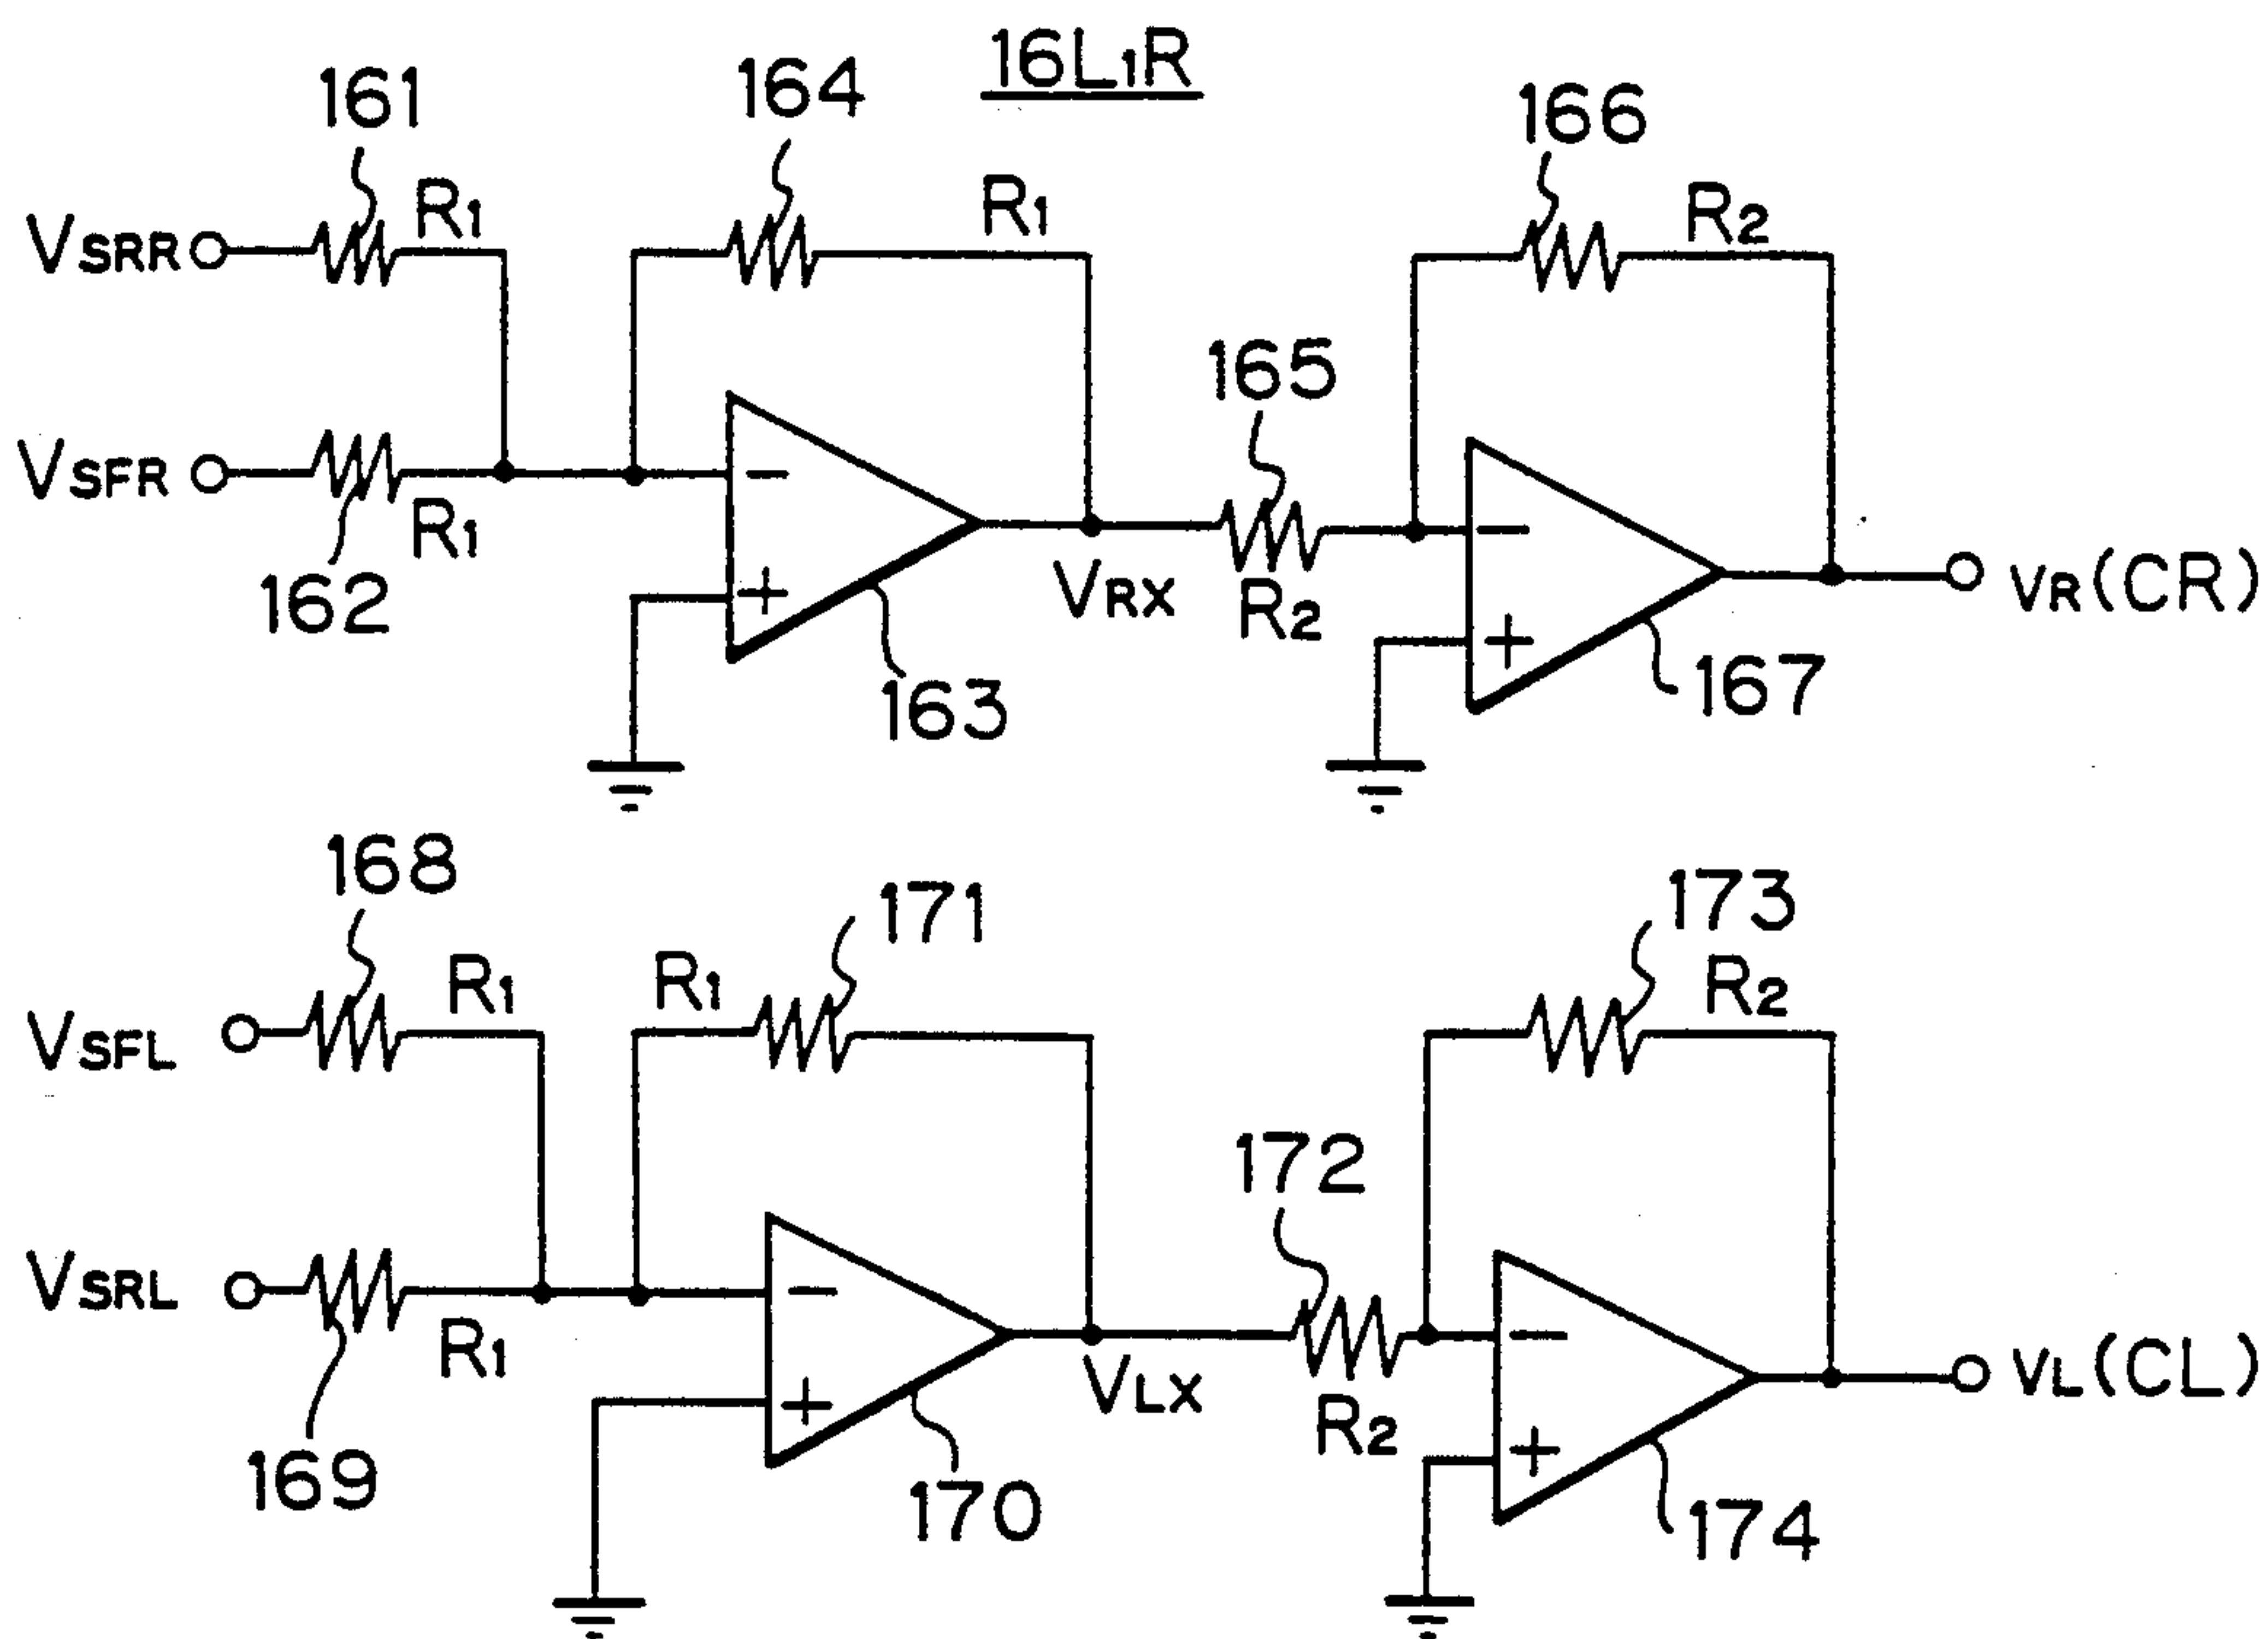 16L1R
161
164
166
VSRR
R1
R1
R2
165
VSFR
R1
162
−
+
VRX
R2
−
+
VR(CR)
163
167
168
171
173
VSFL
R1
R1
R2
172
VSRL
R1
169
−
+
VLX
R2
−
+
VL(CL)
170
174